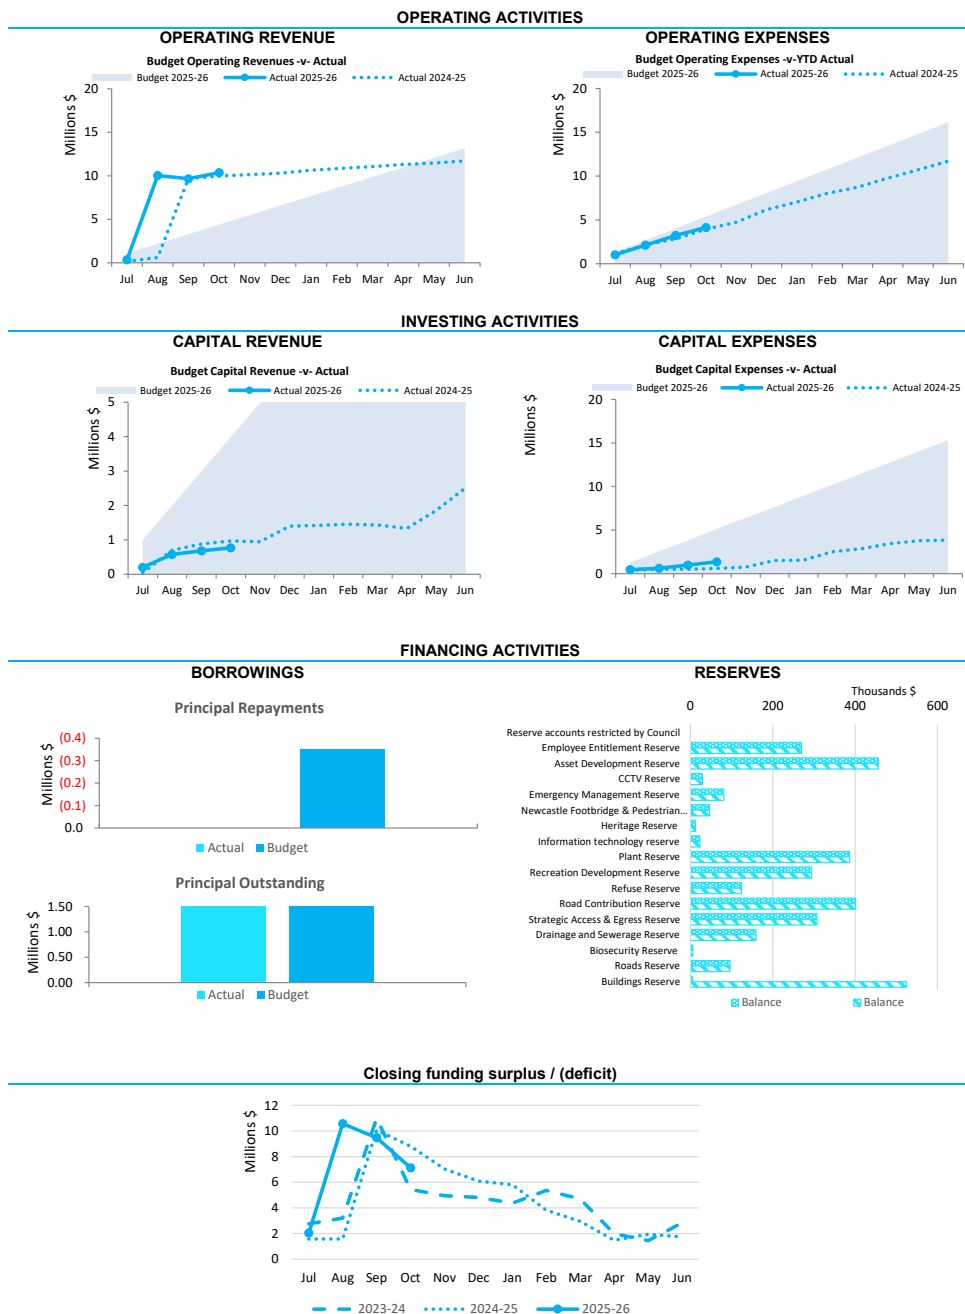 OPERATING ACTIVITIES
OPERATING REVENUE
Budget Operating Revenues -v- Actual
Budget 2025-26 Actual 2025-26 Actual 2024-25
Millions $
20
15
10
5
0
Jul Aug Sep Oct Nov Dec Jan Feb Mar Apr May Jun
OPERATING EXPENSES
Budget Operating Expenses -v-YTD Actual
Budget 2025-26 Actual 2025-26 Actual 2024-25
Millions $
20
15
10
5
0
Jul Aug Sep Oct Nov Dec Jan Feb Mar Apr May Jun
INVESTING ACTIVITIES
CAPITAL REVENUE
Budget Capital Revenue -v- Actual
Budget 2025-26 Actual 2025-26 Actual 2024-25
Millions $
5
4
3
2
1
0
Jul Aug Sep Oct Nov Dec Jan Feb Mar Apr May Jun
CAPITAL EXPENSES
Budget Capital Expenses -v- Actual
Budget 2025-26 Actual 2025-26 Actual 2024-25
Millions $
20
15
10
5
0
Jul Aug Sep Oct Nov Dec Jan Feb Mar Apr May Jun
FINANCING ACTIVITIES
BORROWINGS
Principal Repayments
Millions $
(0.4)
(0.3)
(0.2)
(0.1)
0.0
Actual Budget
Principal Outstanding
Millions $
1.50
1.00
0.50
0.00
Actual Budget
RESERVES
Thousands $
0 200 400 600
Reserve accounts restricted by Council
Employee Entitlement Reserve
Asset Development Reserve
CCTV Reserve
Emergency Management Reserve
Newcastle Footbridge & Pedestrian...
Heritage Reserve
Information technology reserve
Plant Reserve
Recreation Development Reserve
Refuse Reserve
Road Contribution Reserve
Strategic Access & Egress Reserve
Drainage and Sewerage Reserve
Biosecurity Reserve
Roads Reserve
Buildings Reserve
Balance Balance
Closing funding surplus / (deficit)
Millions $
12
10
8
6
4
2
0
Jul Aug Sep Oct Nov Dec Jan Feb Mar Apr May Jun
2023-24 2024-25 2025-26